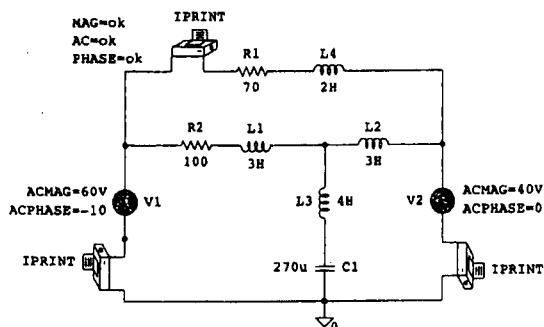 MAG=ok
AC=ok
PHASE=ok
IPRINT
R1
70
L4
2H
R2
100
L1
3H
L2
3H
ACMAG=60V
ACPHASE=-10
V1
L3
4H
V2
ACMAG=40V
ACPHASE=0
IPRINT
270u
C1
IPRINT
0